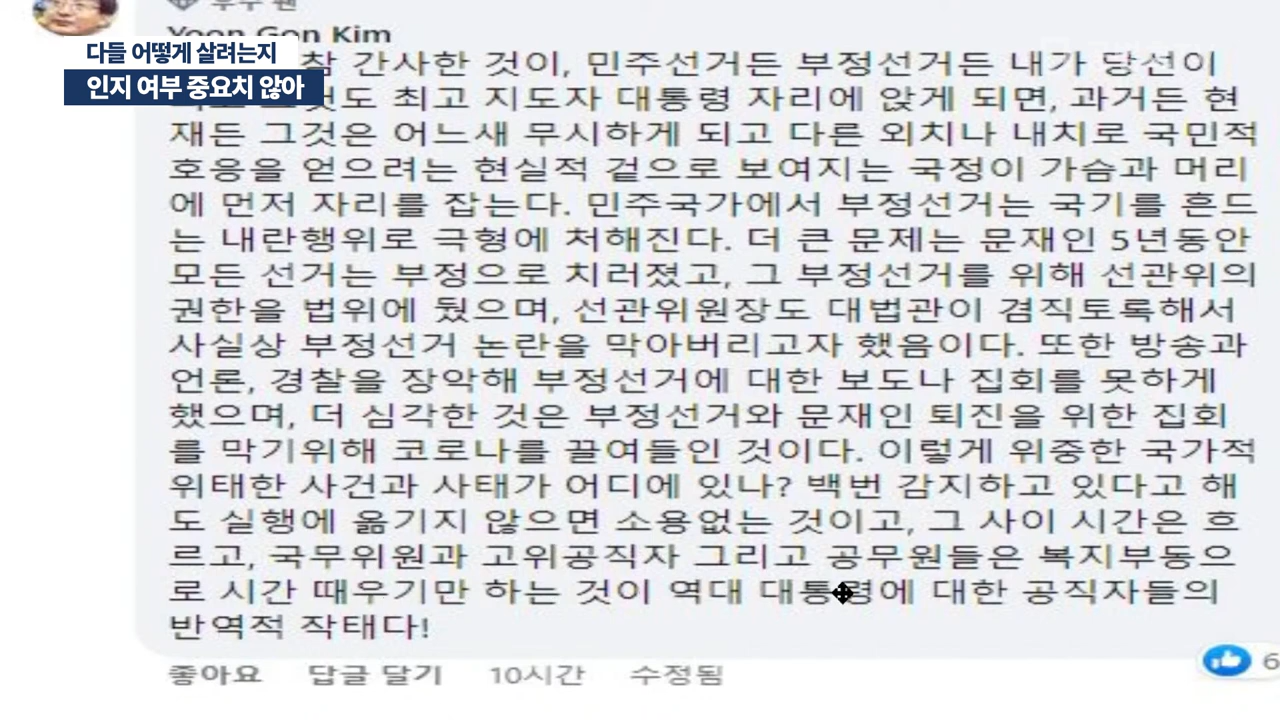 우수 팬
Yoon Gon Kim
다들 어떻게 살려는지
인지 여부 중요치 않아
참 간사한 것이, 민주선거든 부정선거든 내가 당선이
최고 지도자 대통령 자리에 앉게 되면, 과거든 현
재든 그것은 어느새 무시하게 되고 다른 외치나 내치로 국민적
호응을 얻으려는 현실적 겉으로 보여지는 국정이 가슴과 머리
에 먼저 자리를 잡는다. 민주국가에서 부정선거는 국기를 흔드
는 내란행위로 극형에 처해진다. 더 큰 문제는 문재인 5년동안
모든 선거는 부정으로 치러졌고, 그 부정선거를 위해 선관위의
권한을 법위에 뒀으며, 선관위원장도 대법관이 겸직토록해서
사실상 부정선거 논란을 막아버리고자 했음이다. 또한 방송과
언론, 경찰을 장악해 부정선거에 대한 보도나 집회를 못하게
했으며, 더 심각한 것은 부정선거와 문재인 퇴진을 위한 집회
를 막기위해 코로나를 끌여들인 것이다. 이렇게 위중한 국가적
위태한 사건과 사태가 어디에 있나? 백번 감지하고 있다고 해
도 실행에 옮기지 않으면 소용없는 것이고, 그 사이 시간은 흐
르고, 국무위원과 고위공직자 그리고 공무원들은 복지부동으
로 시간 때우기만 하는 것이 역대 대통령에 대한 공직자들의
반역적 작태다!
좋아요 답글 달기 10시간 수정됨 6